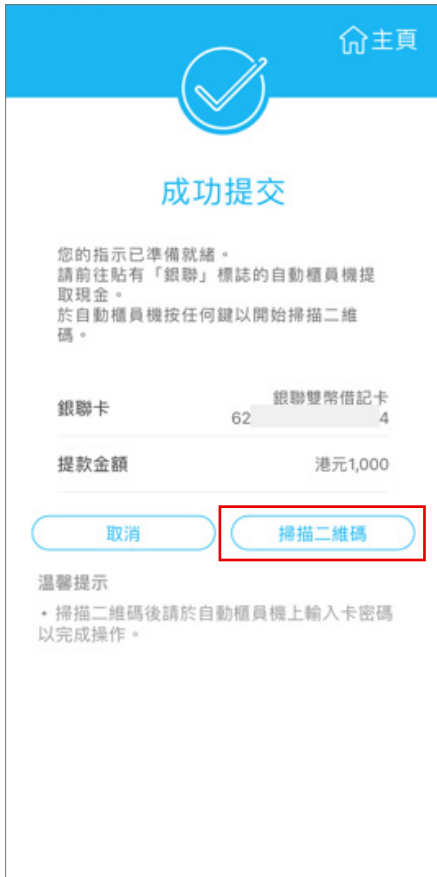 主頁
成功提交
您的指示已準備就緒。
請前往貼有「銀聯」標誌的自動櫃員機提
取現金。
於自動櫃員機按任何鍵以開始掃描二維
碼。
銀聯卡
銀聯雙幣借記卡
62 4
提款金額
港元1,000
取消
掃描二維碼
溫馨提示
•掃描二維碼後請於自動櫃員機上輸入卡密碼
以完成操作。